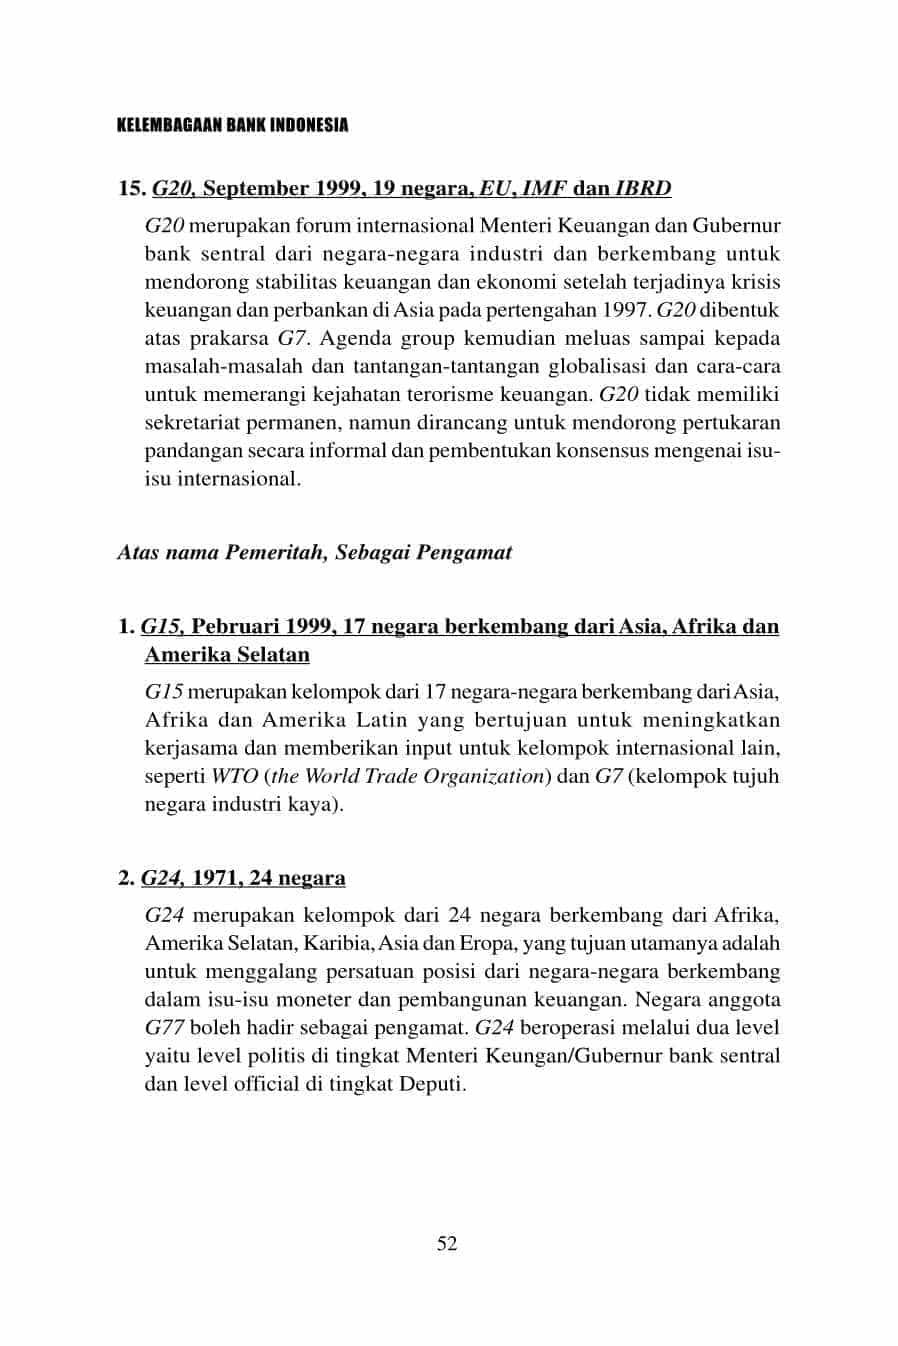 KELEMBAGAAN BANK INDONESIA
15. G20, September 1999, 19 negara, EU, IMF dan IBRD
G20 merupakan forum internasional Menteri Keuangan dan Gubernur
bank sentral dari negara-negara industri dan berkembang untuk
mendorong stabilitas keuangan dan ekonomi setelah terjadinya krisis
keuangan dan perbankan di Asia pada pertengahan 1997. G20 dibentuk
atas prakarsa G7. Agenda group kemudian meluas sampai kepada
masalah-masalah dan tantangan-tantangan globalisasi dan cara-cara
untuk memerangi kejahatan terorisme keuangan. G20 tidak memiliki
sekretariat permanen, namun dirancang untuk mendorong pertukaran
pandangan secara informal dan pembentukan konsensus mengenai isu-
isu internasional.
Atas nama Pemeritah, Sebagai Pengamat
1. G15, Pebruari 1999, 17 negara berkembang dari Asia, Afrika dan
Amerika Selatan
G15 merupakan kelompok dari 17 negara-negara berkembang dari Asia,
Afrika dan Amerika Latin yang bertujuan untuk meningkatkan
kerjasama dan memberikan input untuk kelompok internasional lain,
seperti WTO (the World Trade Organization) dan G7 (kelompok tujuh
negara industri kaya).
2. G24, 1971, 24 negara
G24 merupakan kelompok dari 24 negara berkembang dari Afrika,
Amerika Selatan, Karibia, Asia dan Eropa, yang tujuan utamanya adalah
untuk menggalang persatuan posisi dari negara-negara berkembang
dalam isu-isu moneter dan pembangunan keuangan. Negara anggota
G77 boleh hadir sebagai pengamat. G24 beroperasi melalui dua level
yaitu level politis di tingkat Menteri Keungan/Gubernur bank sentral
dan level official di tingkat Deputi.
52